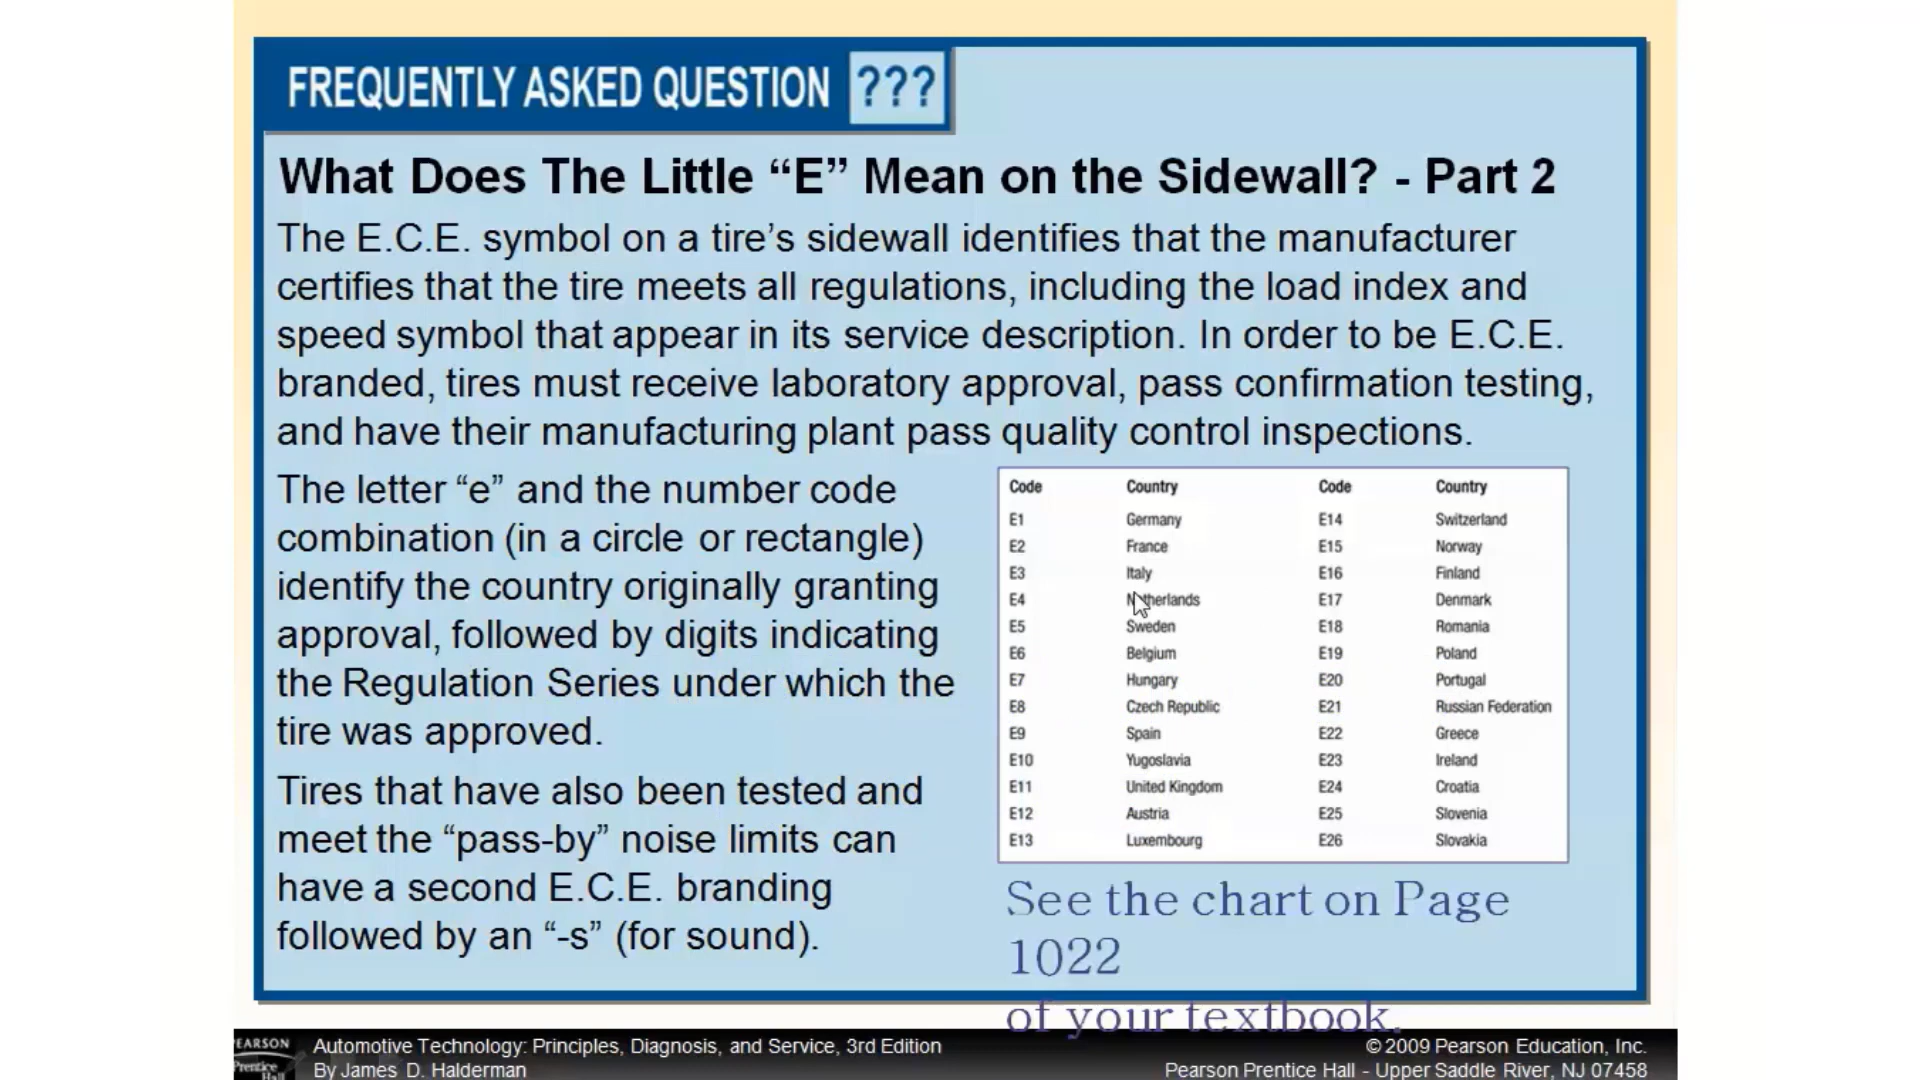 FREQUENTLY ASKED QUESTION ???
What Does The Little “E” Mean on the Sidewall? - Part 2
The E.C.E. symbol on a tire’s sidewall identifies that the manufacturer
certifies that the tire meets all regulations, including the load index and
speed symbol that appear in its service description. In order to be E.C.E.
branded, tires must receive laboratory approval, pass confirmation testing,
and have their manufacturing plant pass quality control inspections.
The letter “e” and the number code
combination (in a circle or rectangle)
identify the country originally granting
approval, followed by digits indicating
the Regulation Series under which the
tire was approved.
Tires that have also been tested and
meet the “pass-by” noise limits can
have a second E.C.E. branding
followed by an “-s” (for sound).
Code Country Code Country
E1 Germany E14 Switzerland
E2 France E15 Norway
E3 Italy E16 Finland
E4 Netherlands E17 Denmark
E5 Sweden E18 Romania
E6 Belgium E19 Poland
E7 Hungary E20 Portugal
E8 Czech Republic E21 Russian Federation
E9 Spain E22 Greece
E10 Yugoslavia E23 Ireland
E11 United Kingdom E24 Croatia
E12 Austria E25 Slovenia
E13 Luxembourg E26 Slovakia
See the chart on Page
1022
of your textbook.
PEARSON
Prentice
Hall
Automotive Technology: Principles, Diagnosis, and Service, 3rd Edition
By James D. Halderman
© 2009 Pearson Education, Inc.
Pearson Prentice Hall - Upper Saddle River, NJ 07458